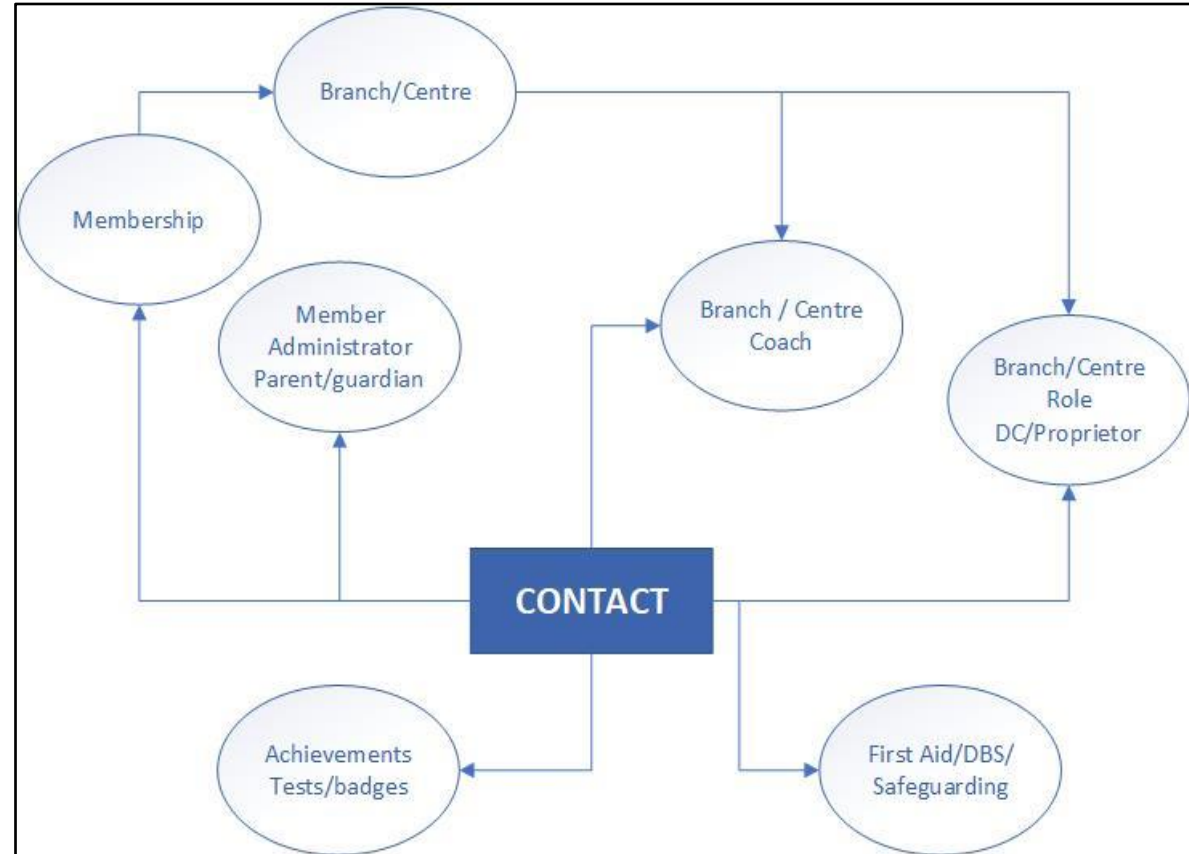 Branch/Centre
Membership
Member
Administrator
Parent/guardian
Branch / Centre
Coach
Branch/Centre
Role
DC/Proprietor
CONTACT
Achievements
Tests/badges
First Aid/DBS/
Safeguarding